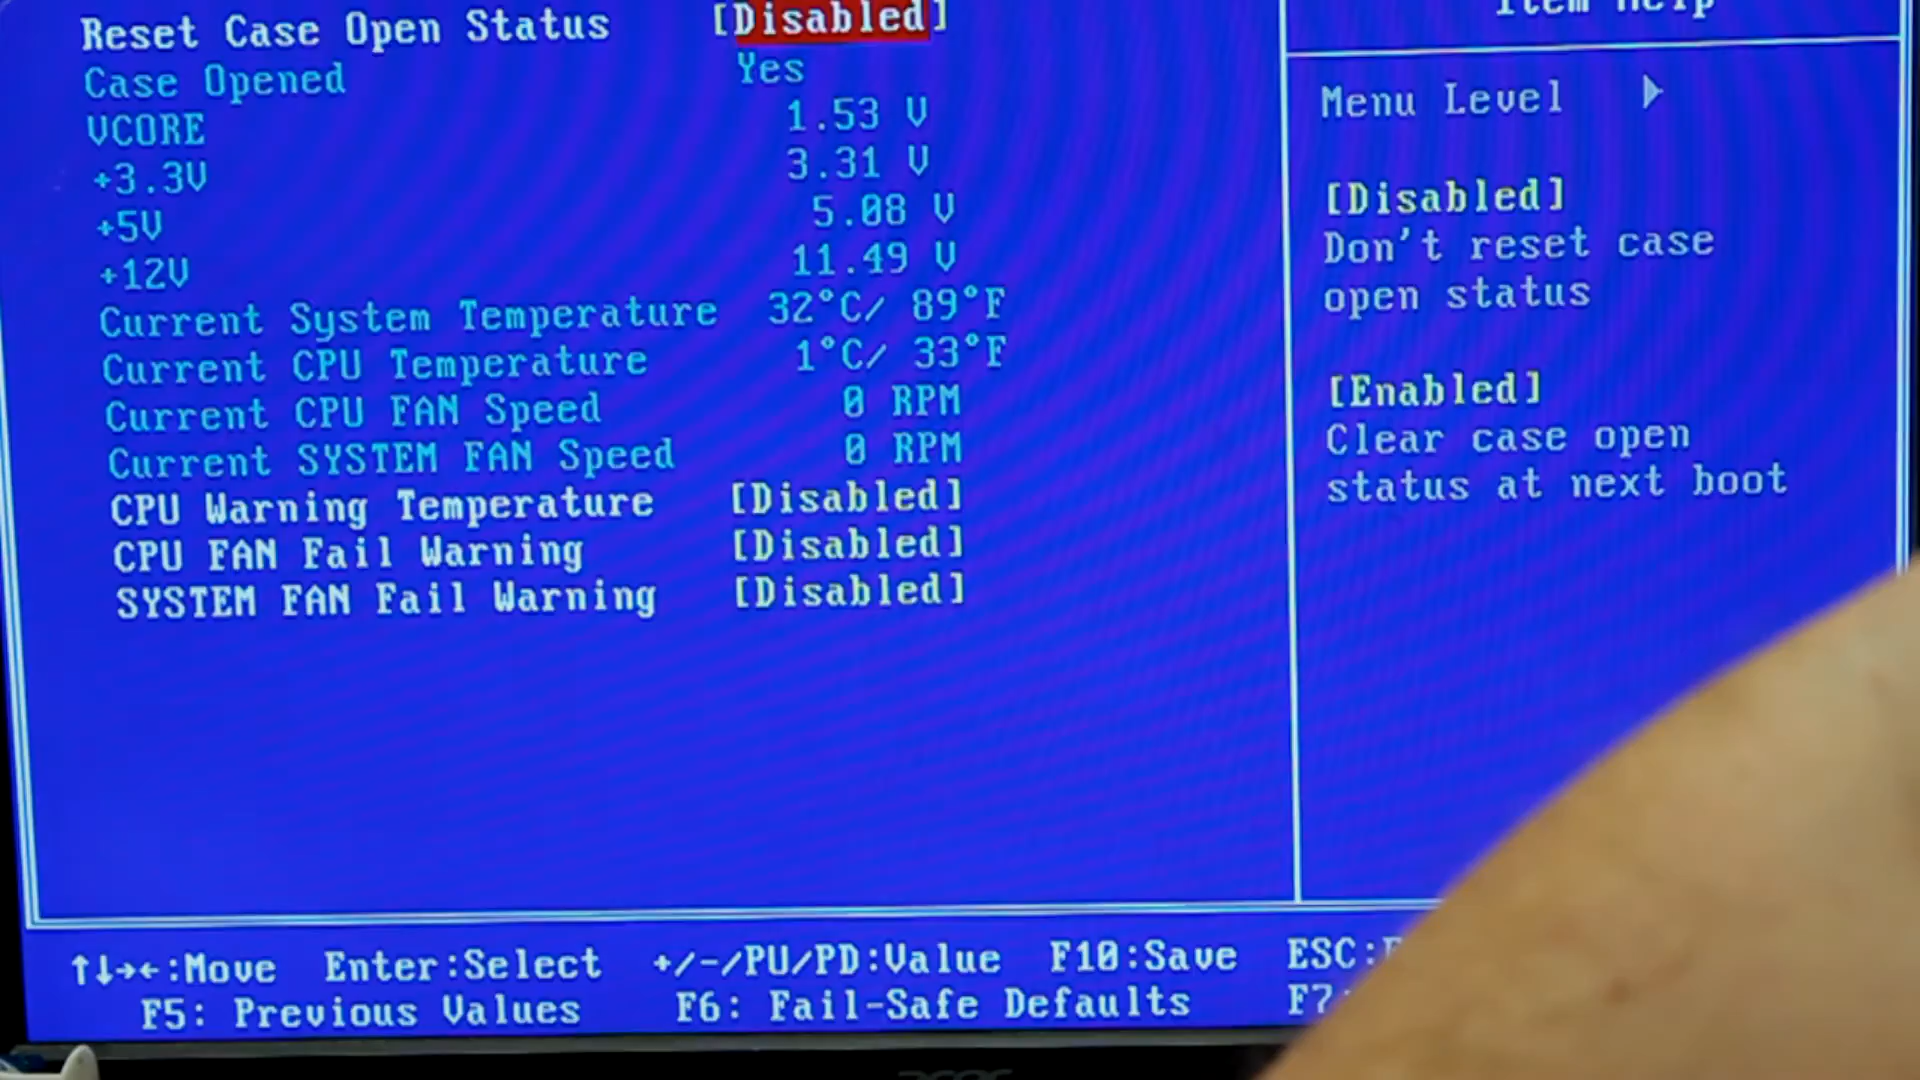 Item Help
Reset Case Open Status [Disabled]
Case Opened Yes
VCORE 1.53 V
+3.3V 3.31 V
+5V 5.08 V
+12V 11.49 V
Current System Temperature 32°C/ 89°F
Current CPU Temperature 1°C/ 33°F
Current CPU FAN Speed 0 RPM
Current SYSTEM FAN Speed 0 RPM
CPU Warning Temperature [Disabled]
CPU FAN Fail Warning [Disabled]
SYSTEM FAN Fail Warning [Disabled]
Menu Level ▶
[Disabled]
Don't reset case
open status
[Enabled]
Clear case open
status at next boot
↑↓→←:Move Enter:Select +/-/PU/PD:Value F10:Save ESC:
F5: Previous Values F6: Fail-Safe Defaults F7: